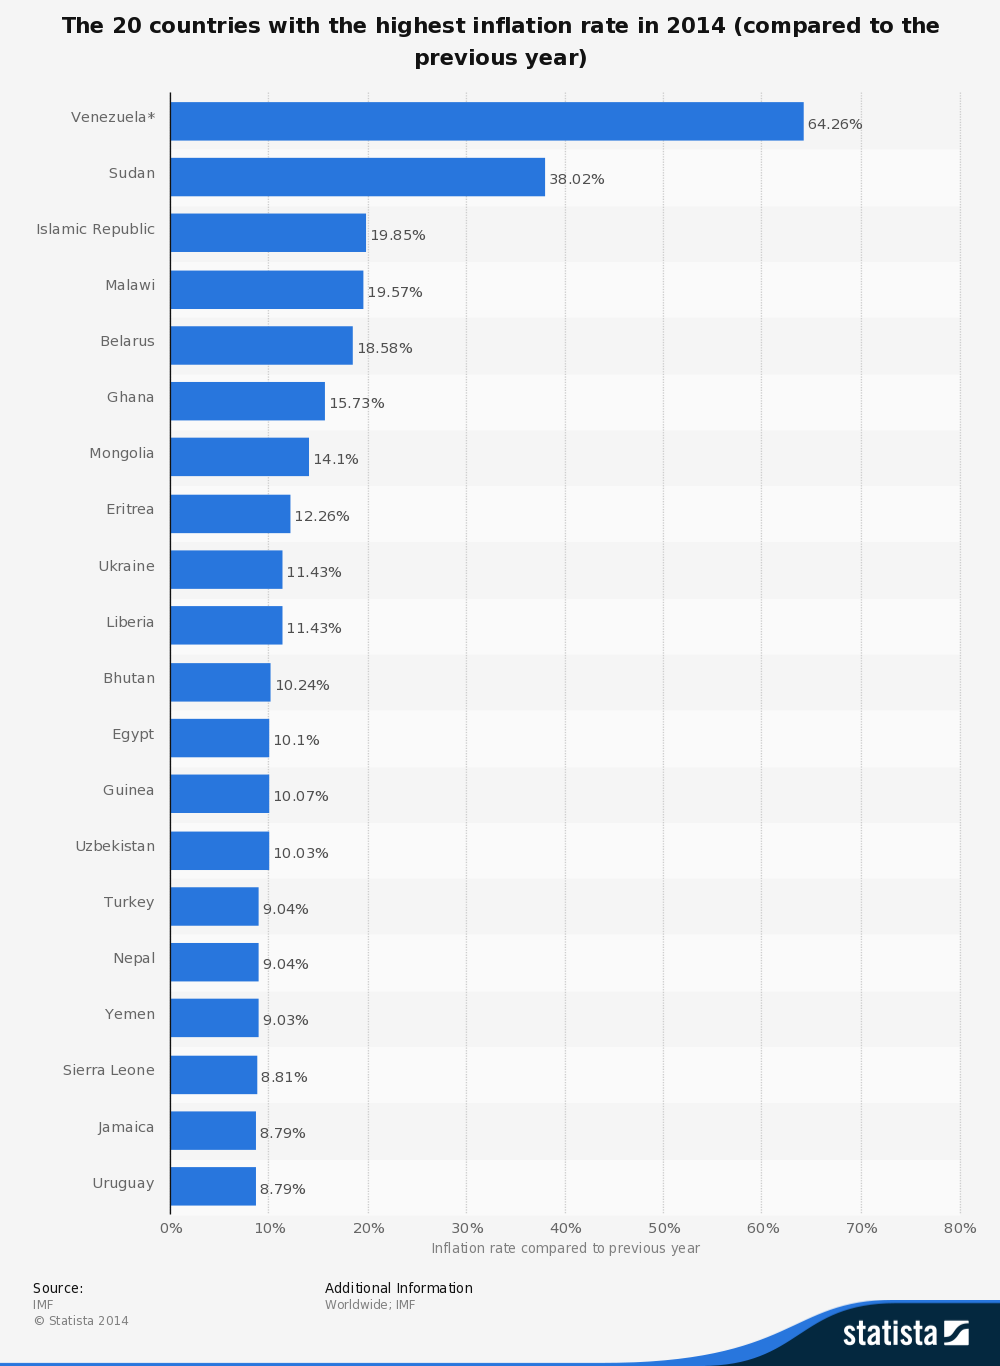 The 20 countries with the highest inflation rate in 2014 (compared to the
previous year)
Venezuela* 64.26%
Sudan 38.02%
Islamic Republic 19.85%
Malawi 19.57%
Belarus 18.58%
Ghana 15.73%
Mongolia 14.1%
Eritrea 12.26%
Ukraine 11.43%
Liberia 11.43%
Bhutan 10.24%
Egypt 10.1%
Guinea 10.07%
Uzbekistan 10.03%
Turkey 9.04%
Nepal 9.04%
Yemen 9.03%
Sierra Leone 8.81%
Jamaica 8.79%
Uruguay 8.79%
0% 10% 20% 30% 40% 50% 60% 70% 80%
Inflation rate compared to previous year
Source:
IMF
© Statista 2014
Additional Information
Worldwide; IMF
statista